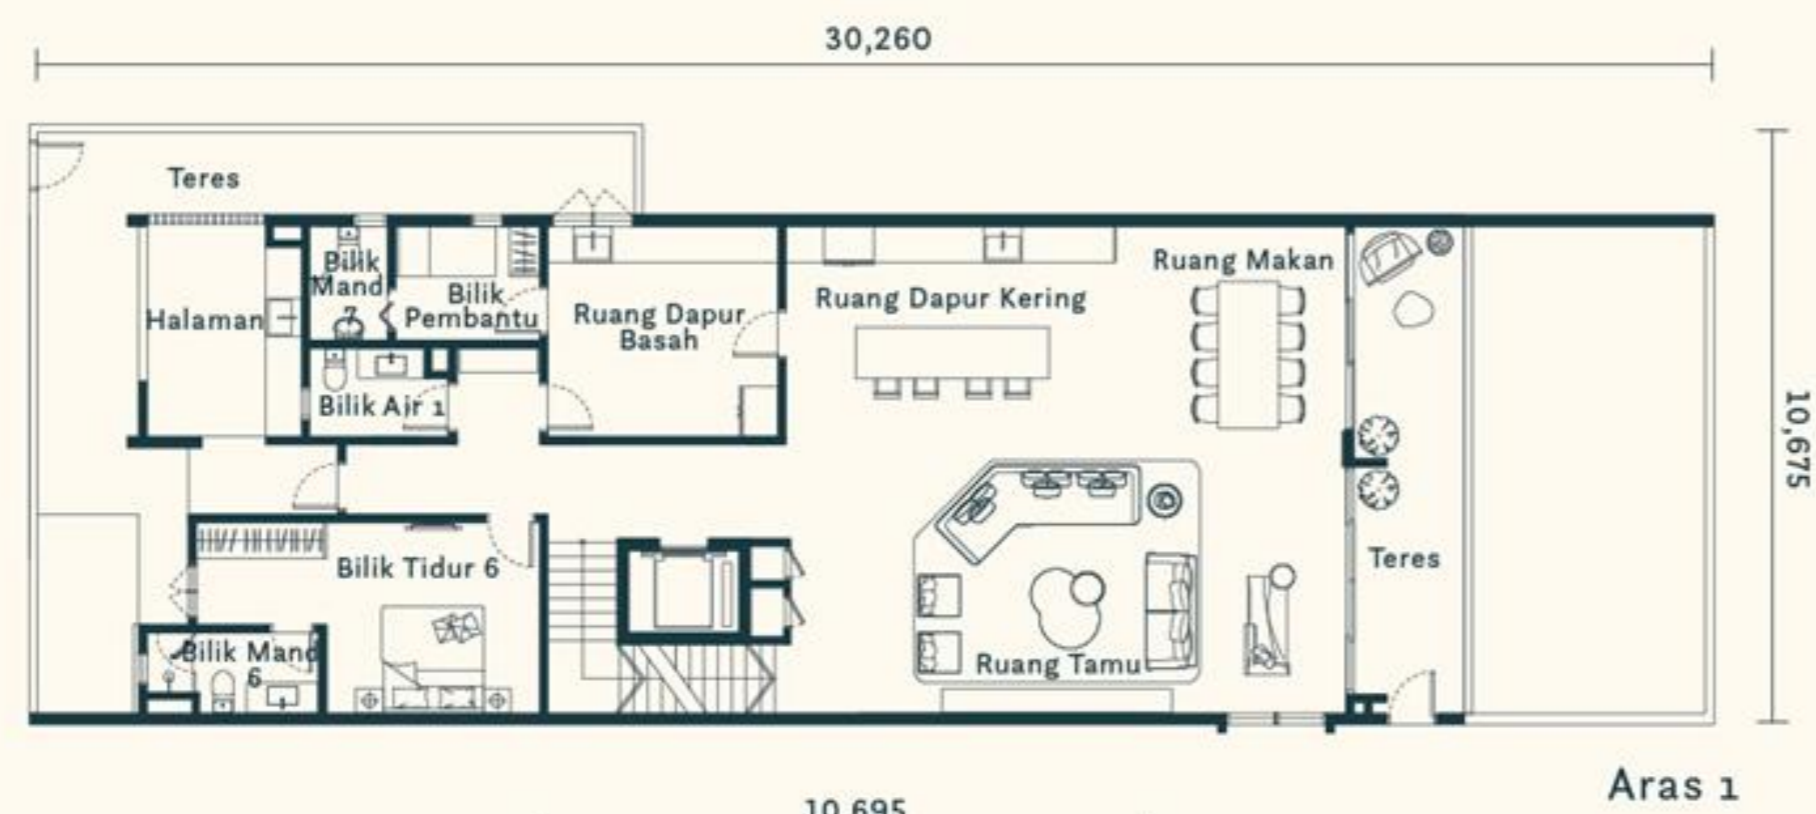 30,260
Teres
Bilik
Mand
7
Bilik
Pembantu
Halaman
Ruang Dapur
Basah
Ruang Dapur Kering
Ruang Makan
Bilik Air 1
10,675
Bilik Tidur 6
Teres
Bilik Mand
6
Ruang Tamu
Aras 1
10,695